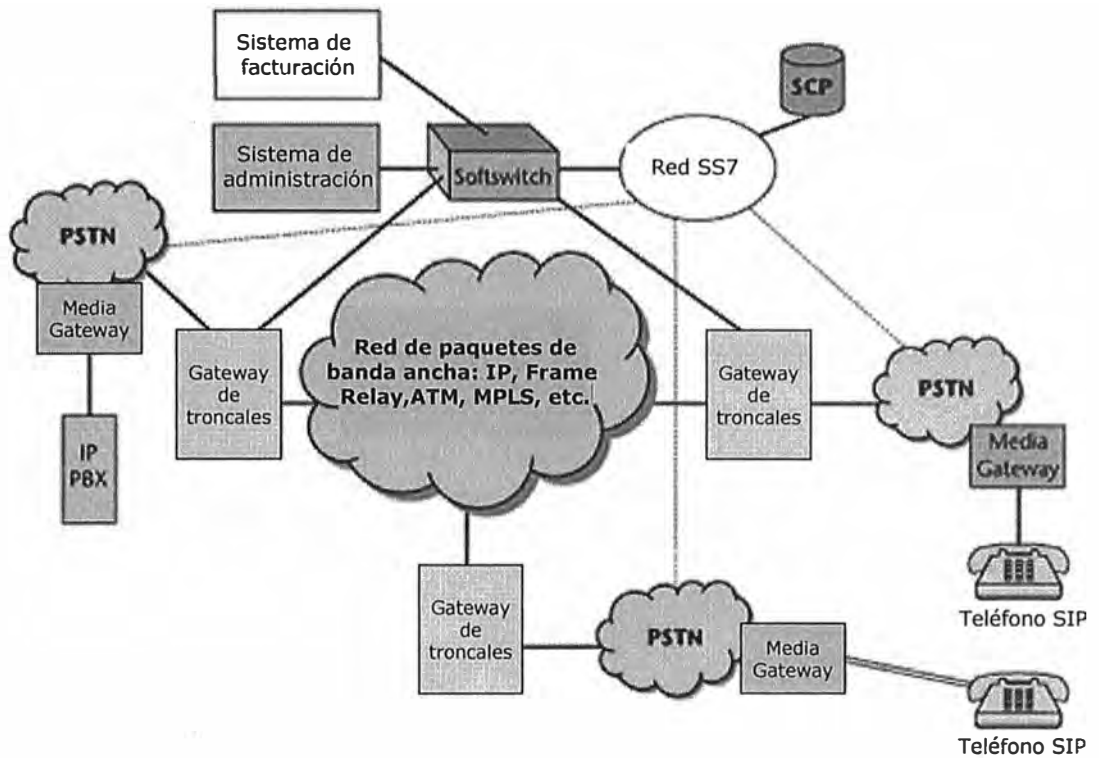 Sistema de
facturación
SCP
Sistema de
administración
Softswitch
Red SS7
PSTN
Media
Gateway
Gateway
de
troncales
Red de paquetes de
banda ancha: IP, Frame
Relay,ATM, MPLS, etc.
Gateway
de
troncales
PSTN
IP
PBX
Media
Gateway
Gateway
de
troncales
PSTN
Media
Gateway
Teléfono SIP
Teléfono SIP